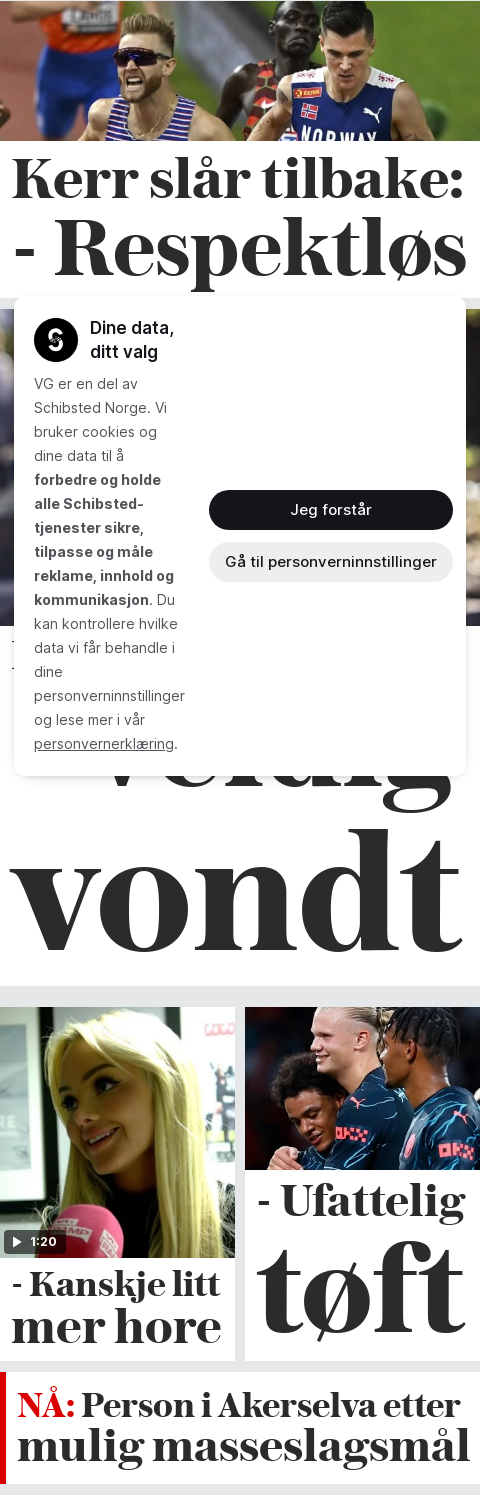 NORWAY
Kerr slår tilbake:
- Respektløs
Dine data,
ditt valg
VG er en del av
Schibsted Norge. Vi
bruker cookies og
dine data til å
forbedre og holde
alle Schibsted-
tjenester sikre,
tilpasse og måle
reklame, innhold og
kommunikasjon. Du
kan kontrollere hvilke
data vi får behandle i
dine
personverninnstillinger
og lese mer i vår
personvernerklæring.
Jeg forstår
Gå til personverninnstillinger
vondt
1:20
- Kanskje litt
mer hore
- Ufattelig
tøft
NÅ: Person i Akerselva etter
mulig masseslagsmål